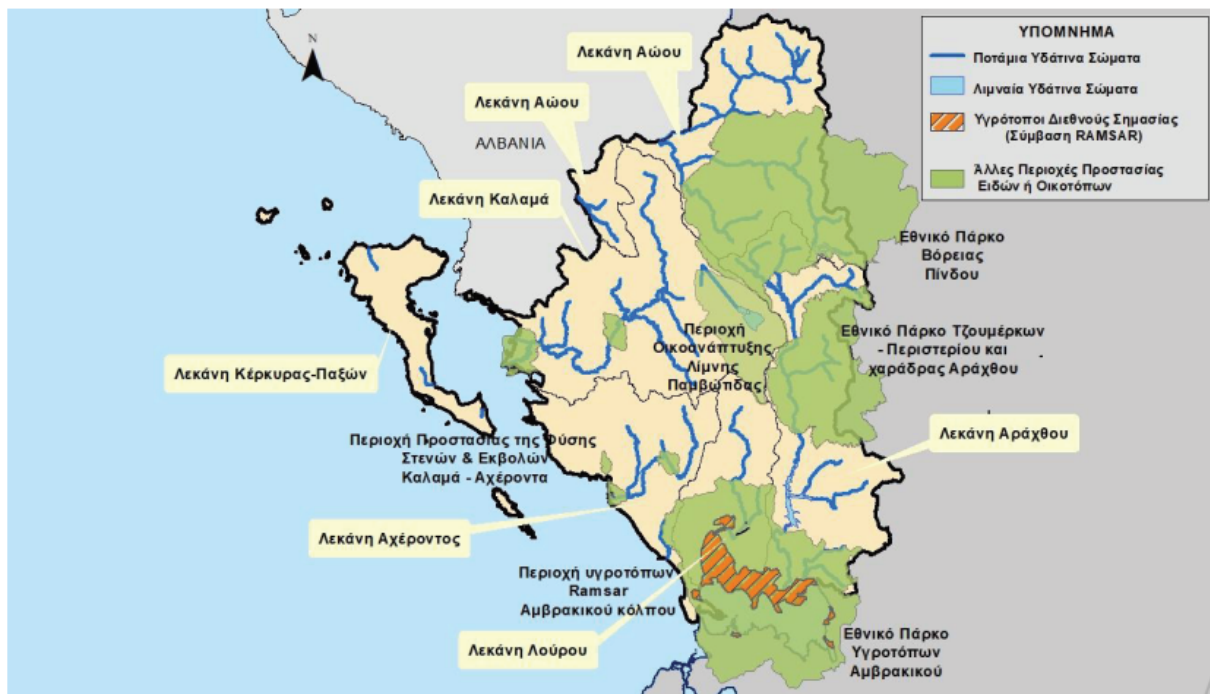 ΥΠΟΜΝΗΜΑ
Ποτάμια Υδάτινα Σώματα
Λιμναία Υδάτινα Σώματα
Υγρότοποι Διεθνούς Σημασίας
(Σύμβαση RAMSAR)
Άλλες Περιοχές Προστασίας
Ειδών ή Οικοτόπων
N
Λεκάνη Αώου
Λεκάνη Αώου
ΑΛΒΑΝΙΑ
Λεκάνη Καλαμά
Εθνικό Πάρκο
Βόρειας
Πίνδου
Περιοχή
Οικοανάπτυξης
Λίμνης
Παμβώτιδας
Εθνικό Πάρκο Τζουμέρκων
- Περιστερίου και
χαράδρας Αράχθου
Λεκάνη Κέρκυρας-Παξών
Λεκάνη Αράχθου
Περιοχή Προστασίας της Φύσης
Στενών & Εκβολών
Καλαμά - Αχέροντα
Λεκάνη Αχέροντος
Περιοχή υγροτόπων
Ramsar
Αμβρακικού κόλπου
Λεκάνη Λούρου
Εθνικό Πάρκο
Υγροτόπων
Αμβρακικού